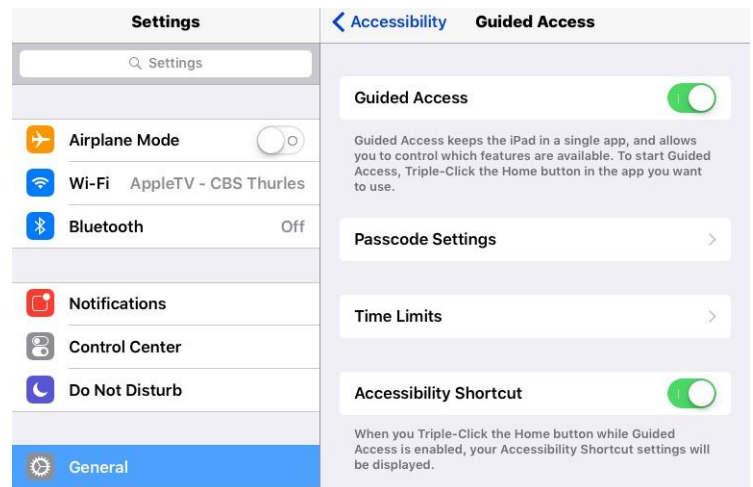 Settings
Settings
Airplane Mode
Wi-Fi AppleTV - CBS Thurles
Bluetooth Off
Notifications
Control Center
Do Not Disturb
General
Accessibility Guided Access
Guided Access
Guided Access keeps the iPad in a single app, and allows
you to control which features are available. To start Guided
Access, Triple-Click the Home button in the app you want
to use.
Passcode Settings
Time Limits
Accessibility Shortcut
When you Triple-Click the Home button while Guided
Access is enabled, your Accessibility Shortcut settings will
be displayed.